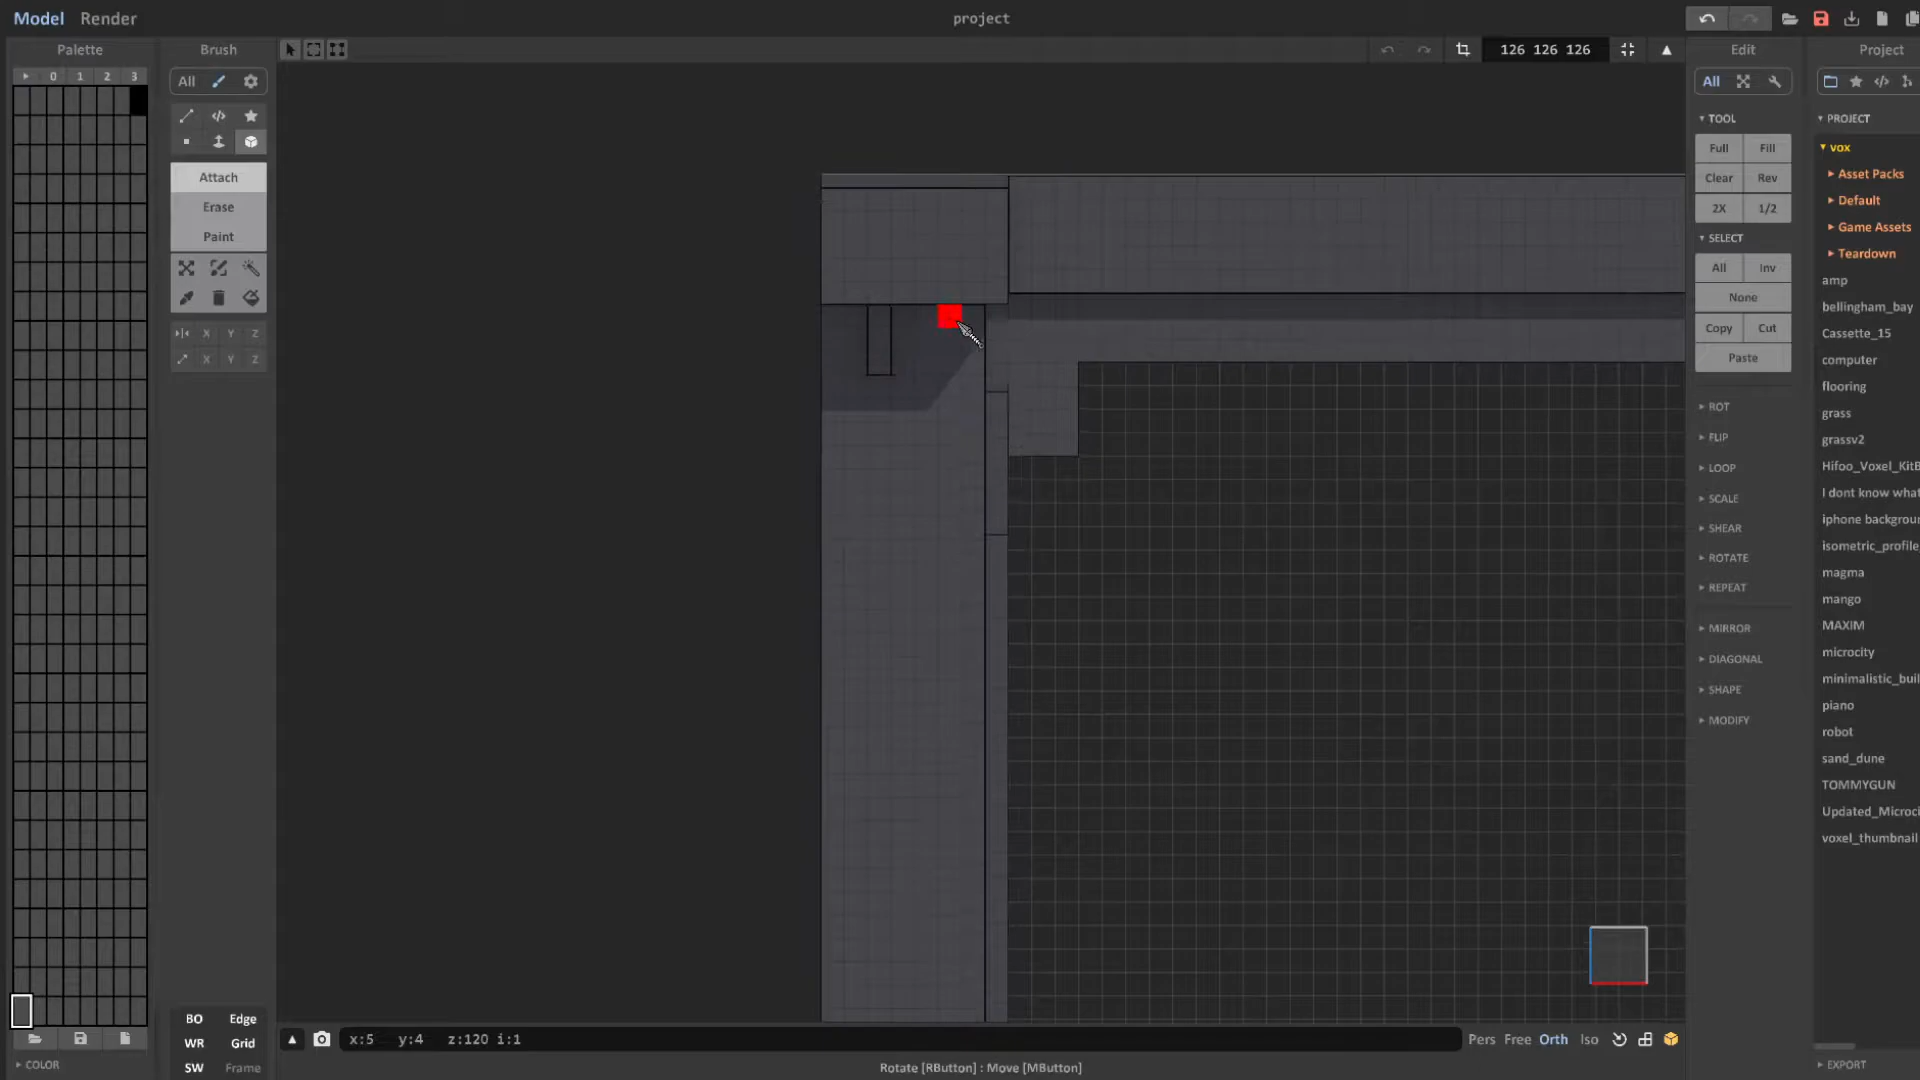 Model Render
project
Palette
Brush
126 126 126
Edit
Project
0 1 2 3
All
All
TOOL
PROJECT
Full Fill
vox
Attach
Clear Rev
Asset Packs
Erase
2X 1/2
Default
Paint
SELECT
Game Assets
All Inv
Teardown
None
amp
X Y Z
Copy Cut
bellingham_bay
X Y Z
Paste
Cassette_15
computer
ROT
flooring
FLIP
grass
LOOP
grassv2
SCALE
Hifoo_Voxel_KitB
SHEAR
I dont know what
ROTATE
iphone backgrou
REPEAT
isometric_profile_
MIRROR
magma
DIAGONAL
mango
SHAPE
MAXIM
MODIFY
microcity
minimalistic_buil
piano
robot
sand_dune
TOMMYGUN
Updated_Microci
voxel_thumbnail
BO Edge
WR Grid
SW Frame
COLOR
x:5 y:4 z:120 i:1
Pers Free Orth Iso
Rotate [RButton] : Move [MButton]
EXPORT